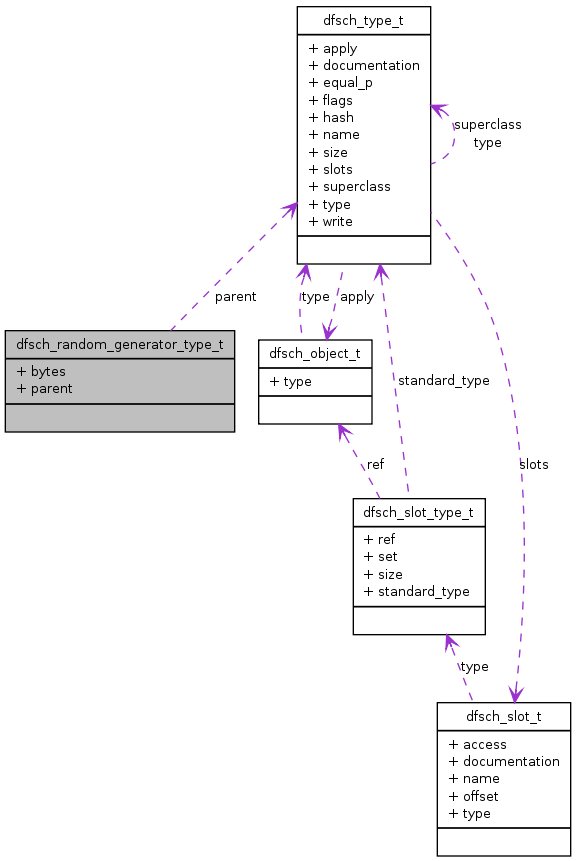 dfsch_type_t
+ apply
+ documentation
+ equal_p
+ flags
+ hash
+ name
+ size
+ slots
+ superclass
+ type
+ write
superclass
type
parent
type
apply
dfsch_random_generator_type_t
+ bytes
+ parent
dfsch_object_t
+ type
standard_type
ref
slots
dfsch_slot_type_t
+ ref
+ set
+ size
+ standard_type
type
dfsch_slot_t
+ access
+ documentation
+ name
+ offset
+ type